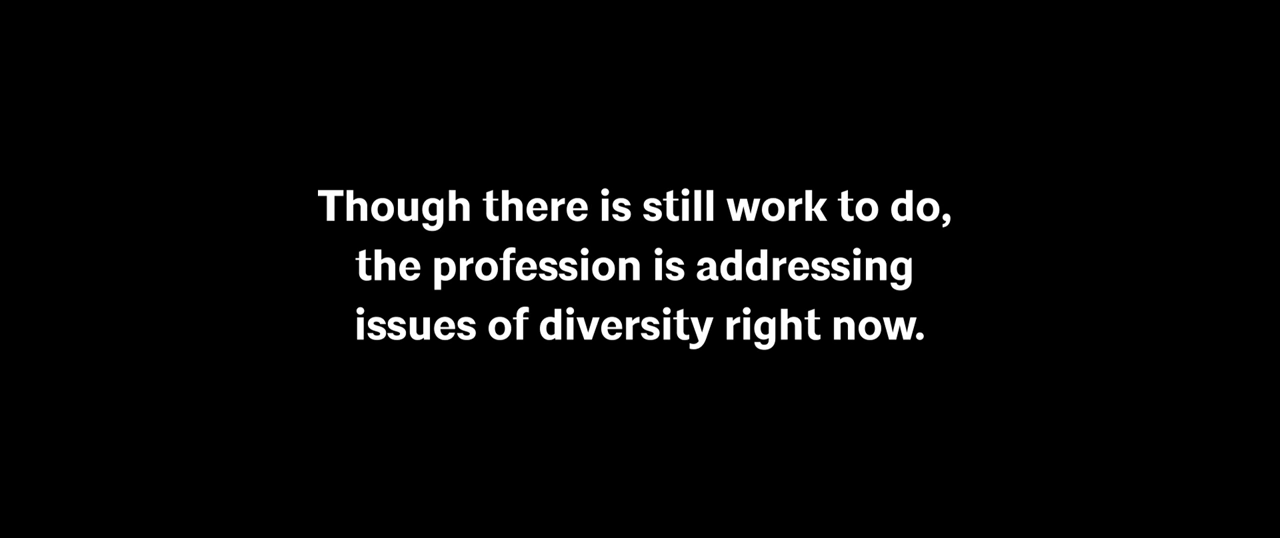 Though there is still work to do,
the profession is addressing
issues of diversity right now.